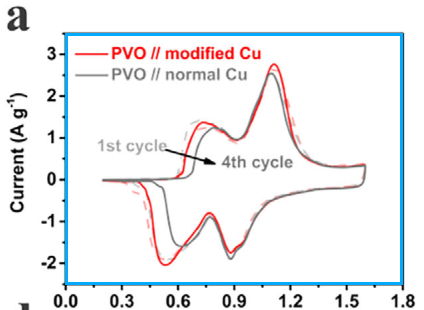 a
PVO // modified Cu
PVO // normal Cu
1st cycle
4th cycle
Current (A g⁻¹)
3
2
1
0
-1
-2
0.0 0.3 0.6 0.9 1.2 1.5 1.8